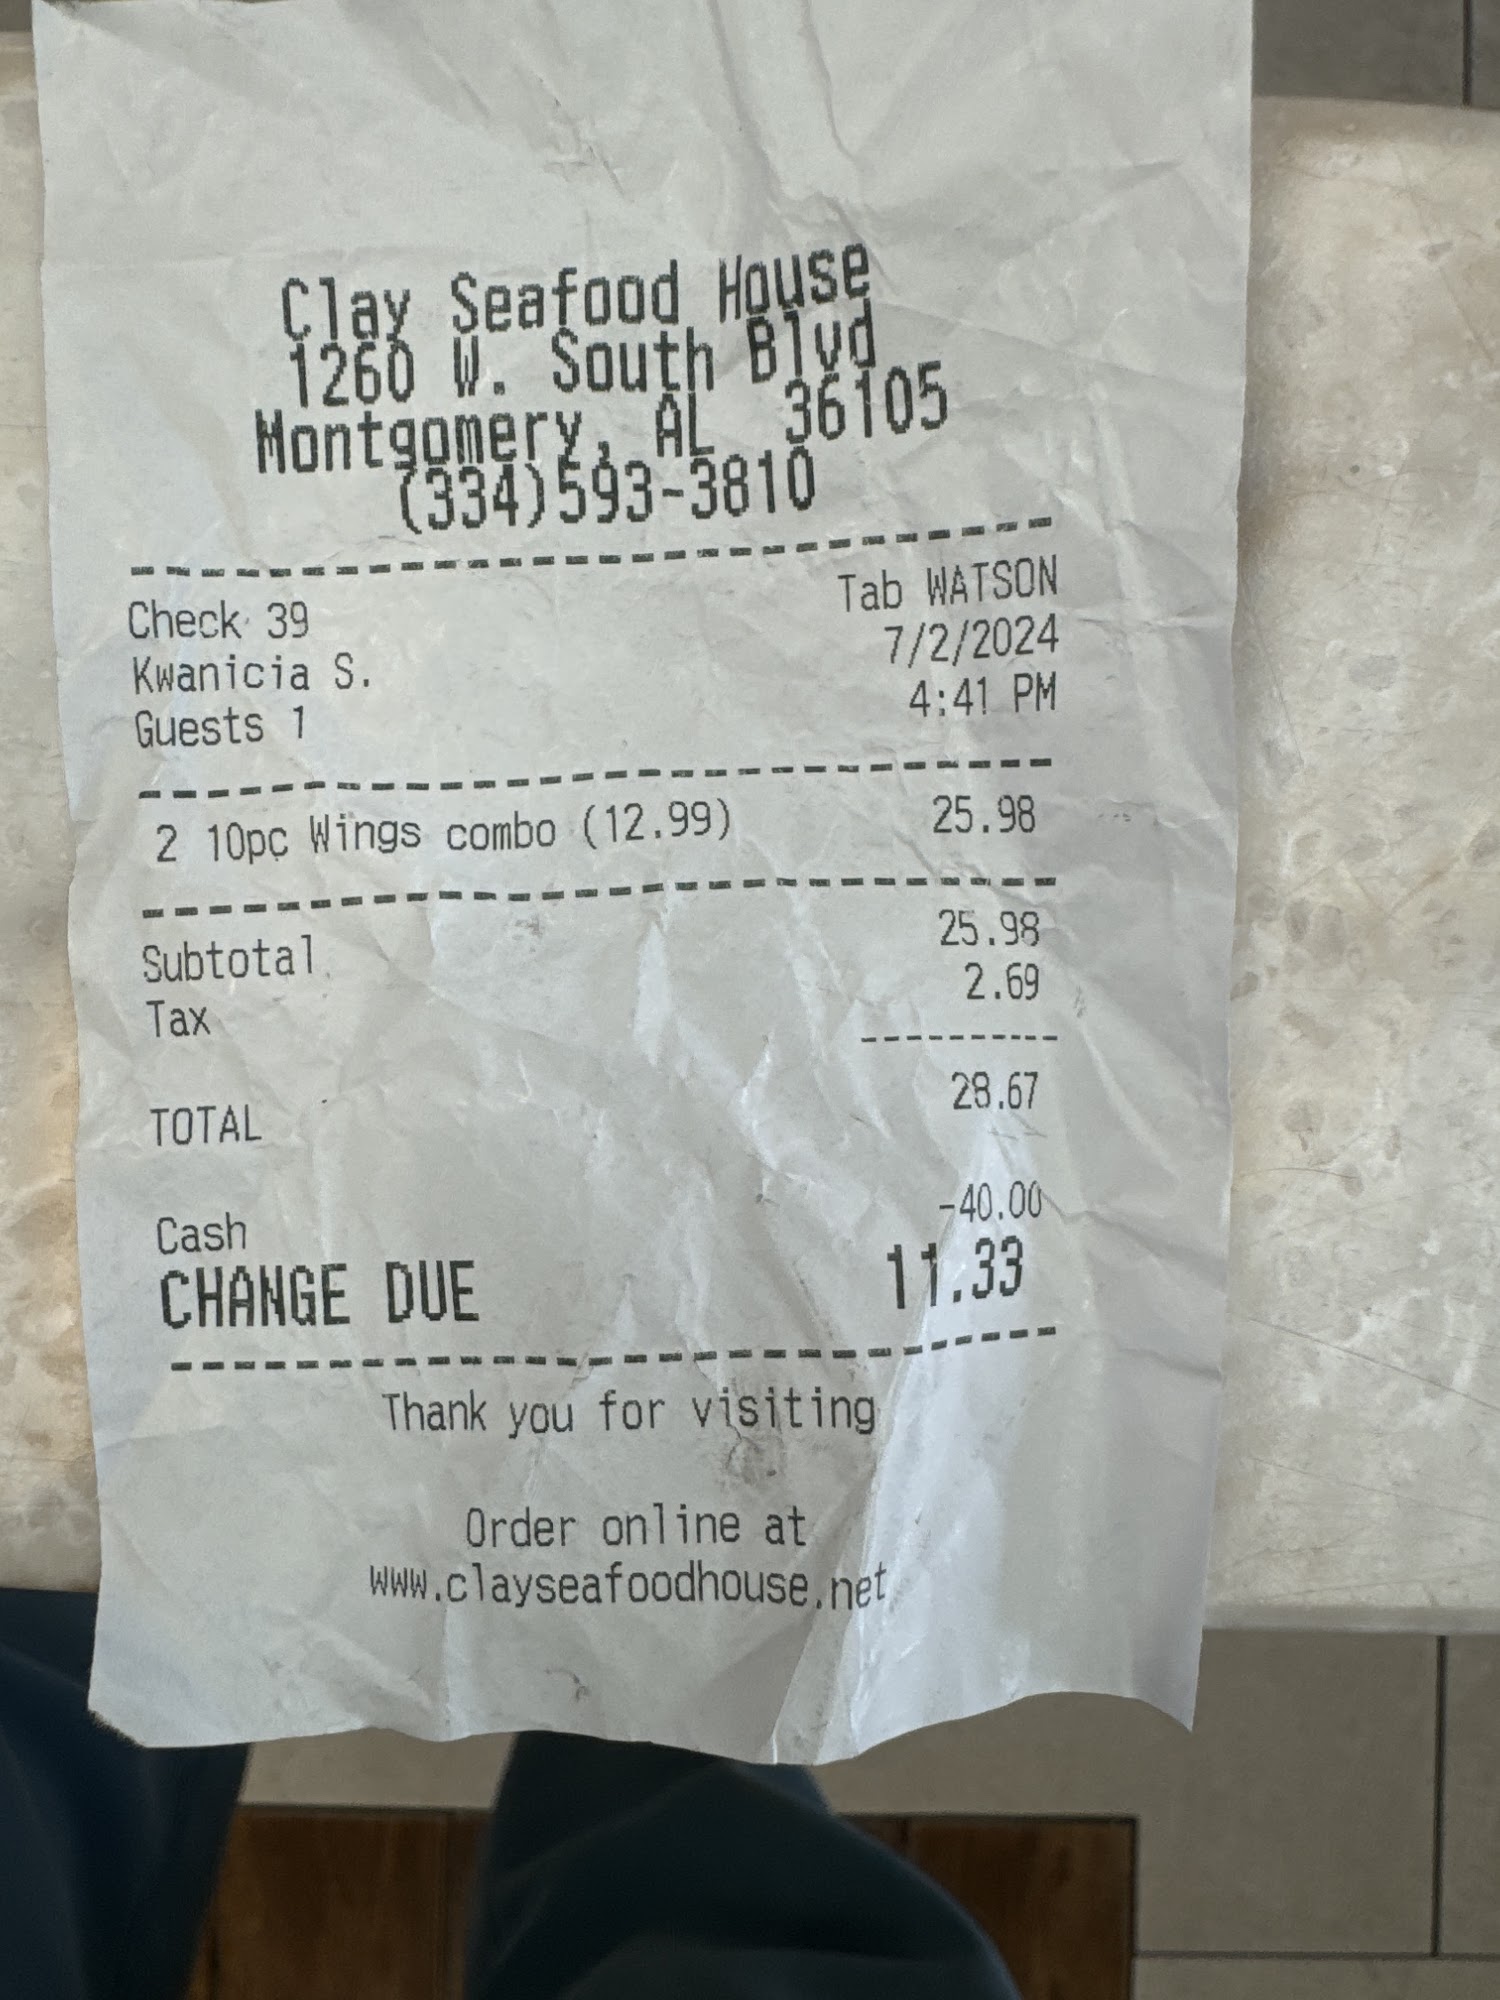 Clay Seafood House
1260 W. South Blvd
Montgomery, AL 36105
(334)593-3810
Check 39 Tab WATSON
Kwanicia S. 7/2/2024
Guests 1 4:41 PM
2 10pc Wings combo (12.99) 25.98
Subtotal 25.98
Tax 2.69
TOTAL 28.67
Cash -40.00
CHANGE DUE 11.33
Thank you for visiting
Order online at
www.clayseafoodhouse.net